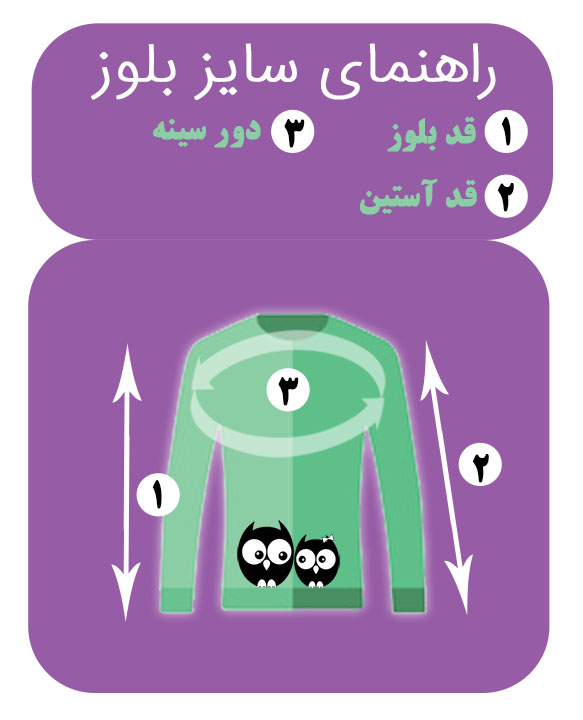 راهنمای سایز بلوز
۱ قد بلوز ۳ دور سینه
۲ قد آستین
۳
۲
۱